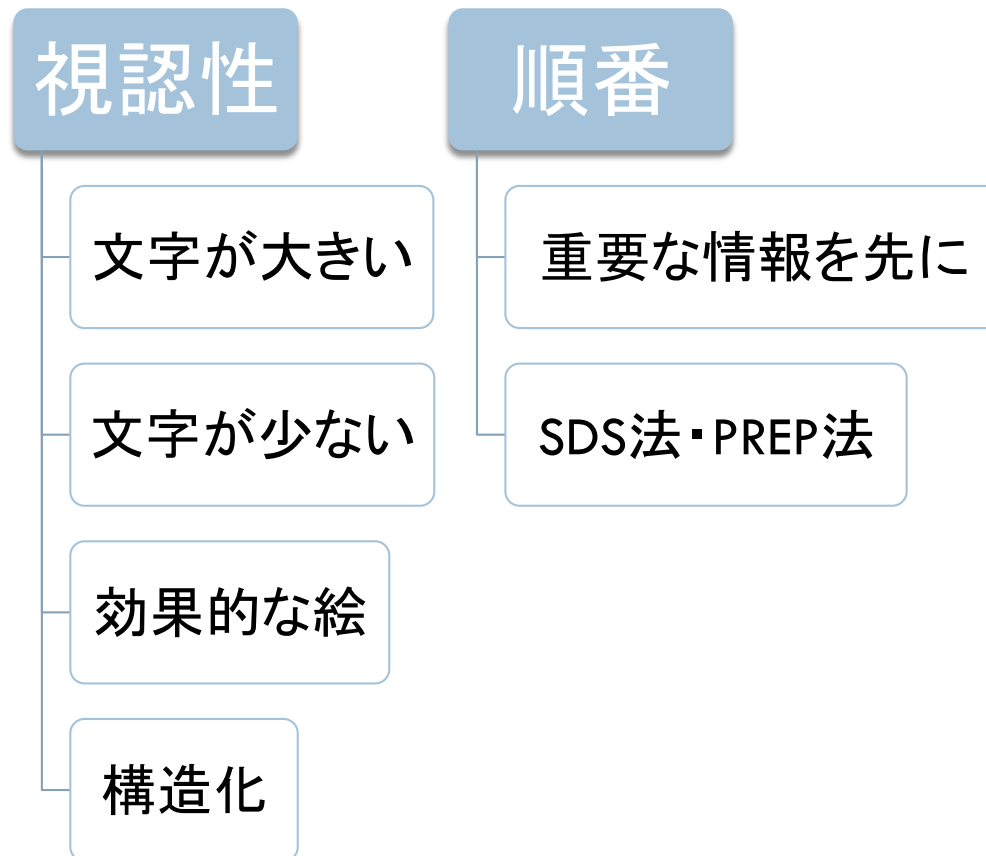 視認性
文字が大きい
文字が少ない
効果的な絵
構造化
順番
重要な情報を先に
SDS法・PREP法